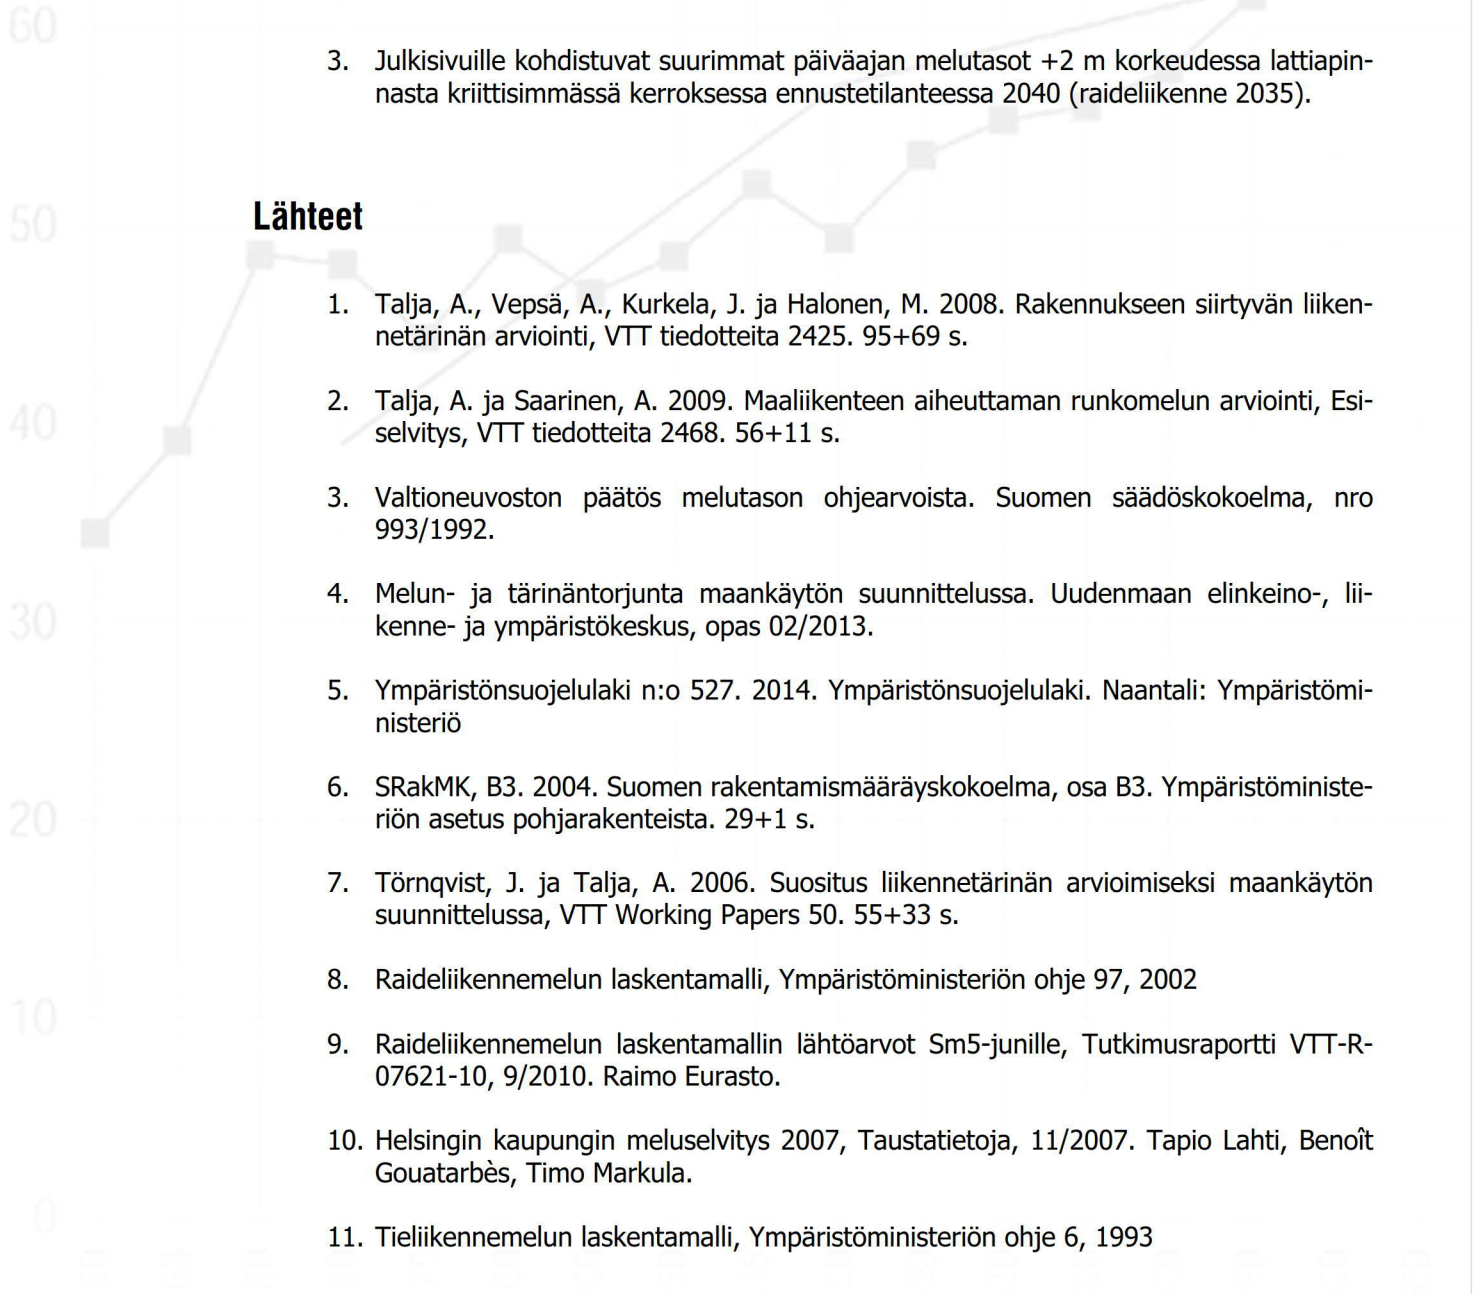 60
3. Julkisivuille kohdistuvat suurimmat päiväajan melutasot +2 m korkeudessa lattiapin-
nasta kriittisimmässä kerroksessa ennustetilanteessa 2040 (raideliikenne 2035).
50
Lähteet
1. Talja, A., Vepsä, A., Kurkela, J. ja Halonen, M. 2008. Rakennukseen siirtyvän liiken-
netärinän arviointi, VTT tiedotteita 2425. 95+69 s.
40
2. Talja, A. ja Saarinen, A. 2009. Maaliikenteen aiheuttaman runkomelun arviointi, Esi-
selvitys, VTT tiedotteita 2468. 56+11 s.
3. Valtioneuvoston päätös melutason ohjearvoista. Suomen säädöskokoelma, nro
993/1992.
30
4. Melun- ja tärinäntorjunta maankäytön suunnittelussa. Uudenmaan elinkeino-, lii-
kenne- ja ympäristökeskus, opas 02/2013.
5. Ympäristönsuojelulaki n:o 527. 2014. Ympäristönsuojelulaki. Naantali: Ympäristömi-
nisteriö
20
6. SRakMK, B3. 2004. Suomen rakentamismääräyskokoelma, osa B3. Ympäristöministe-
riön asetus pohjarakenteista. 29+1 s.
7. Törnqvist, J. ja Talja, A. 2006. Suositus liikennetärinän arvioimiseksi maankäytön
suunnittelussa, VTT Working Papers 50. 55+33 s.
8. Raideliikennemelun laskentamalli, Ympäristöministeriön ohje 97, 2002
10
9. Raideliikennemelun laskentamallin lähtöarvot Sm5-junille, Tutkimusraportti VTT-R-
07621-10, 9/2010. Raimo Eurasto.
10. Helsingin kaupungin meluselvitys 2007, Taustatietoja, 11/2007. Tapio Lahti, Benoît
Gouatarbès, Timo Markula.
0
11. Tieliikennemelun laskentamalli, Ympäristöministeriön ohje 6, 1993